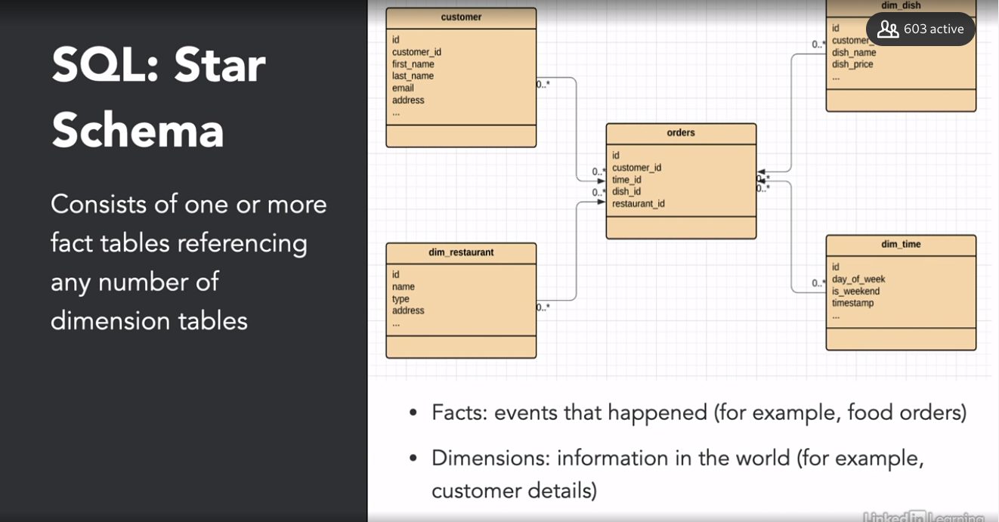 SQL: Star
Schema
Consists of one or more
fact tables referencing
any number of
dimension tables
customer
id
customer_id
first_name
last_name
email
address
...
0..*
dim_dish
id
customer_
dish_name
dish_price
...
0..*
603 active
orders
id
customer_id
time_id
dish_id
restaurant_id
0..*
0..*
0..*
0..*
dim_restaurant
id
name
type
address
...
0..*
dim_time
id
day_of_week
is_weekend
timestamp
...
0..*
• Facts: events that happened (for example, food orders)
• Dimensions: information in the world (for example,
customer details)
LinkedIn Learning